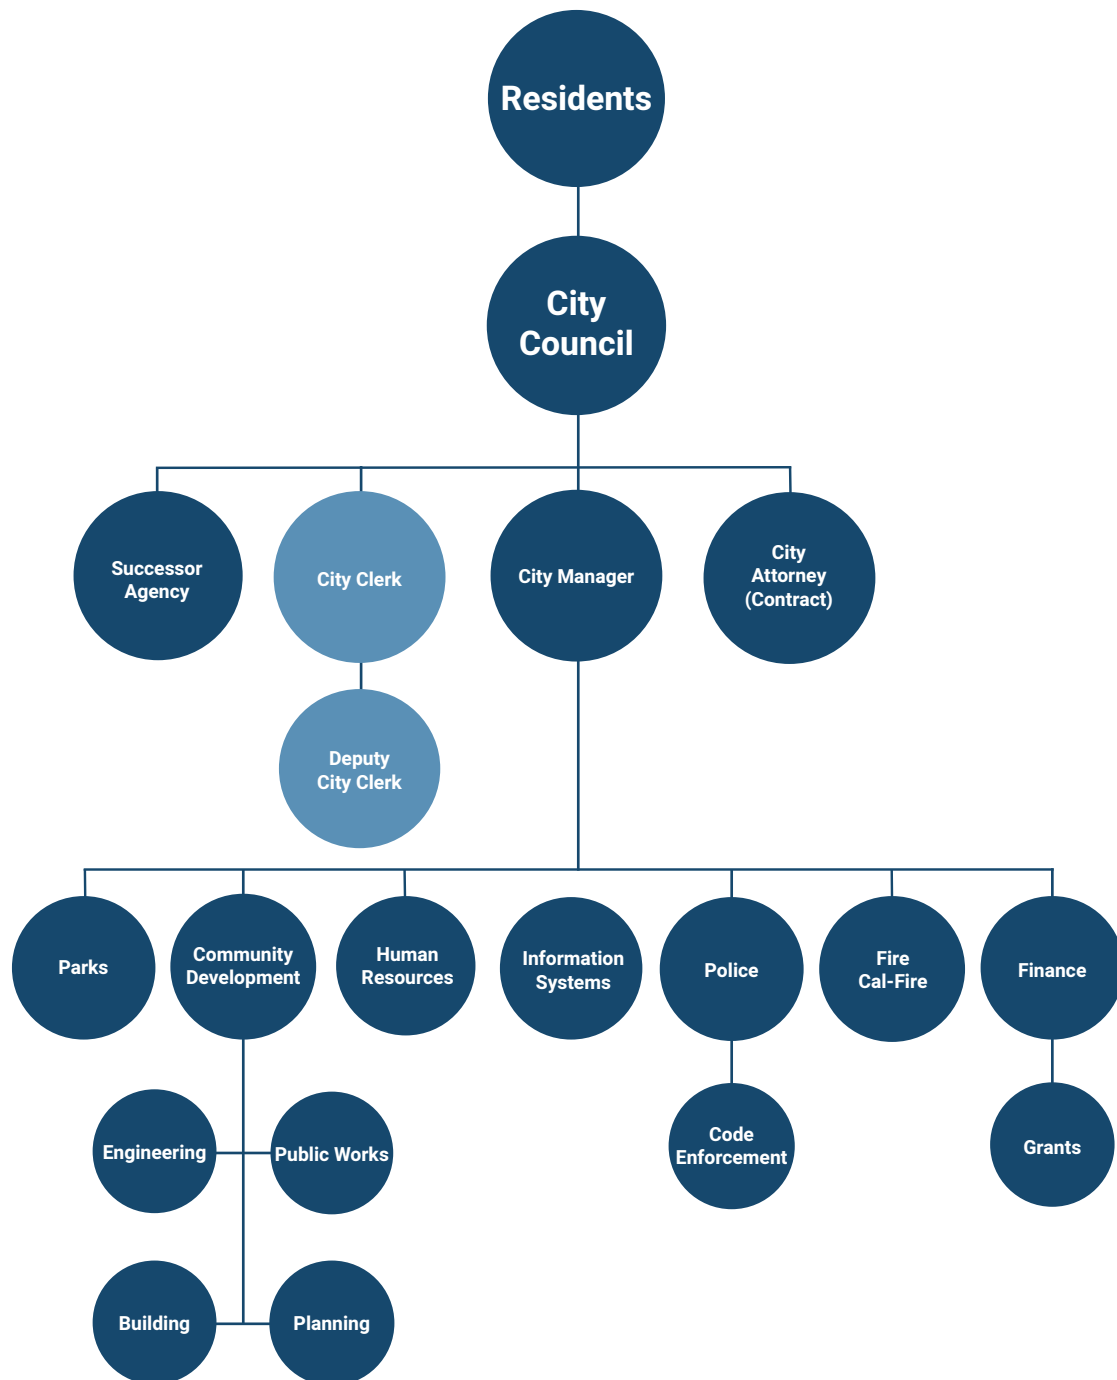 Residents
City
Council
Successor
Agency
City Clerk
City Manager
City
Attorney
(Contract)
Deputy
City Clerk
Parks
Community
Development
Human
Resources
Information
Systems
Police
Fire
Cal-Fire
Finance
Engineering
Public Works
Code
Enforcement
Grants
Building
Planning